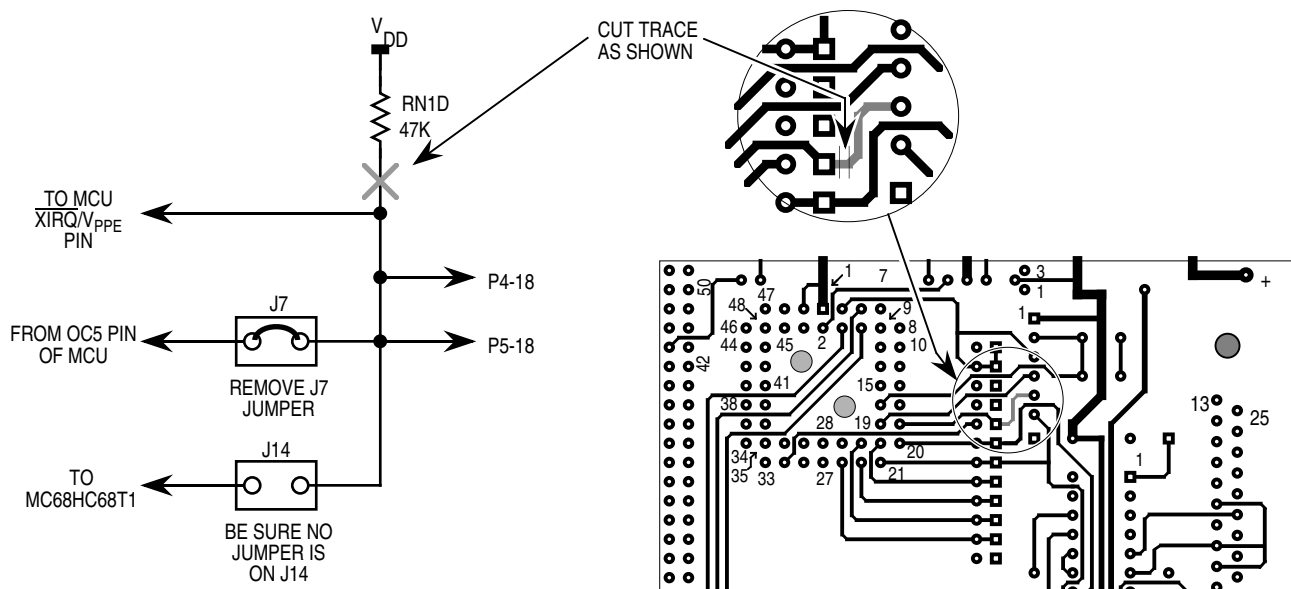 V
DD
RN1D
47K
CUT TRACE
AS SHOWN
TO MCU
XIRQ/VPPE
PIN
P4-18
J7
FROM OC5 PIN
OF MCU
P5-18
REMOVE J7
JUMPER
J14
TO
MC68HC68T1
BE SURE NO
JUMPER IS
ON J14
50
47
1
7
3
1
+
48
9
1
46
2
8
44
45
10
42
41
15
38
13
25
28
19
34
20
35
33
27
21
1